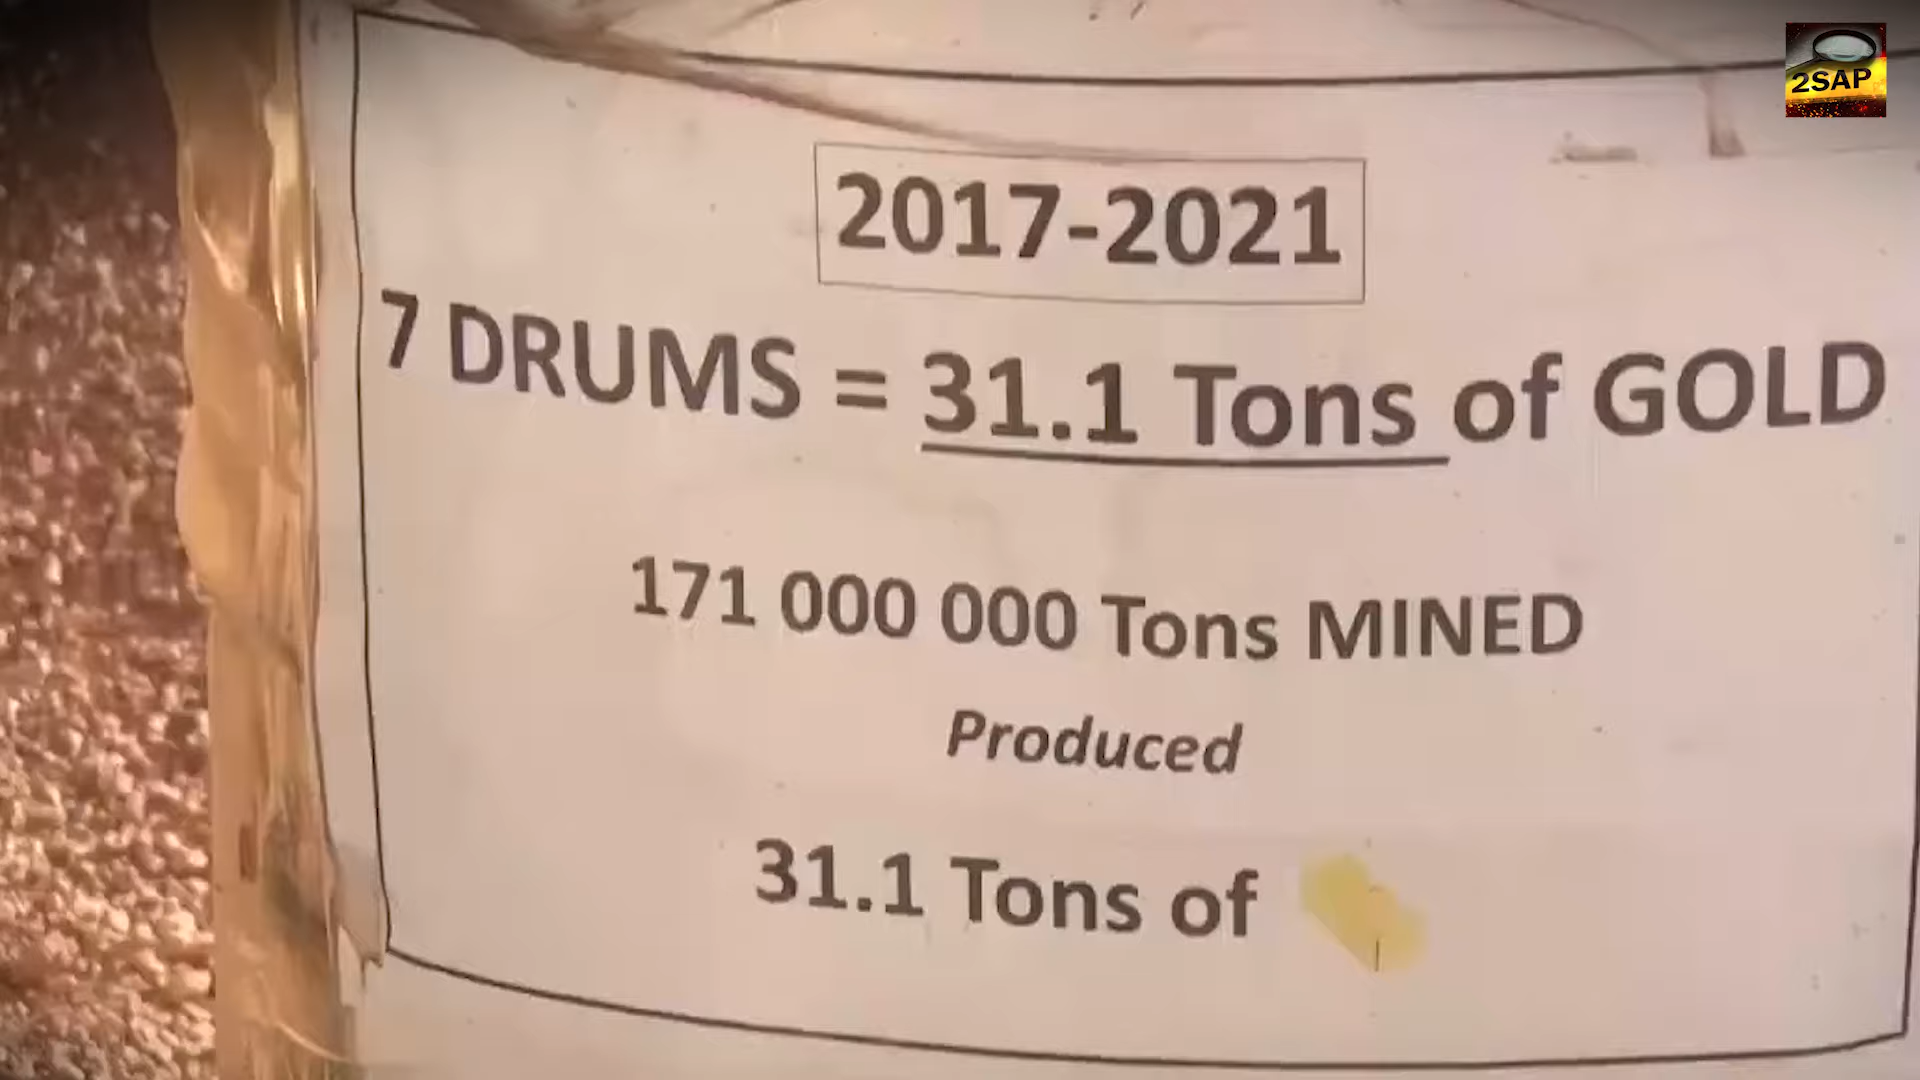 2SAP
2017-2021
7 DRUMS = 31.1 Tons of GOLD
171 000 000 Tons MINED
Produced
31.1 Tons of